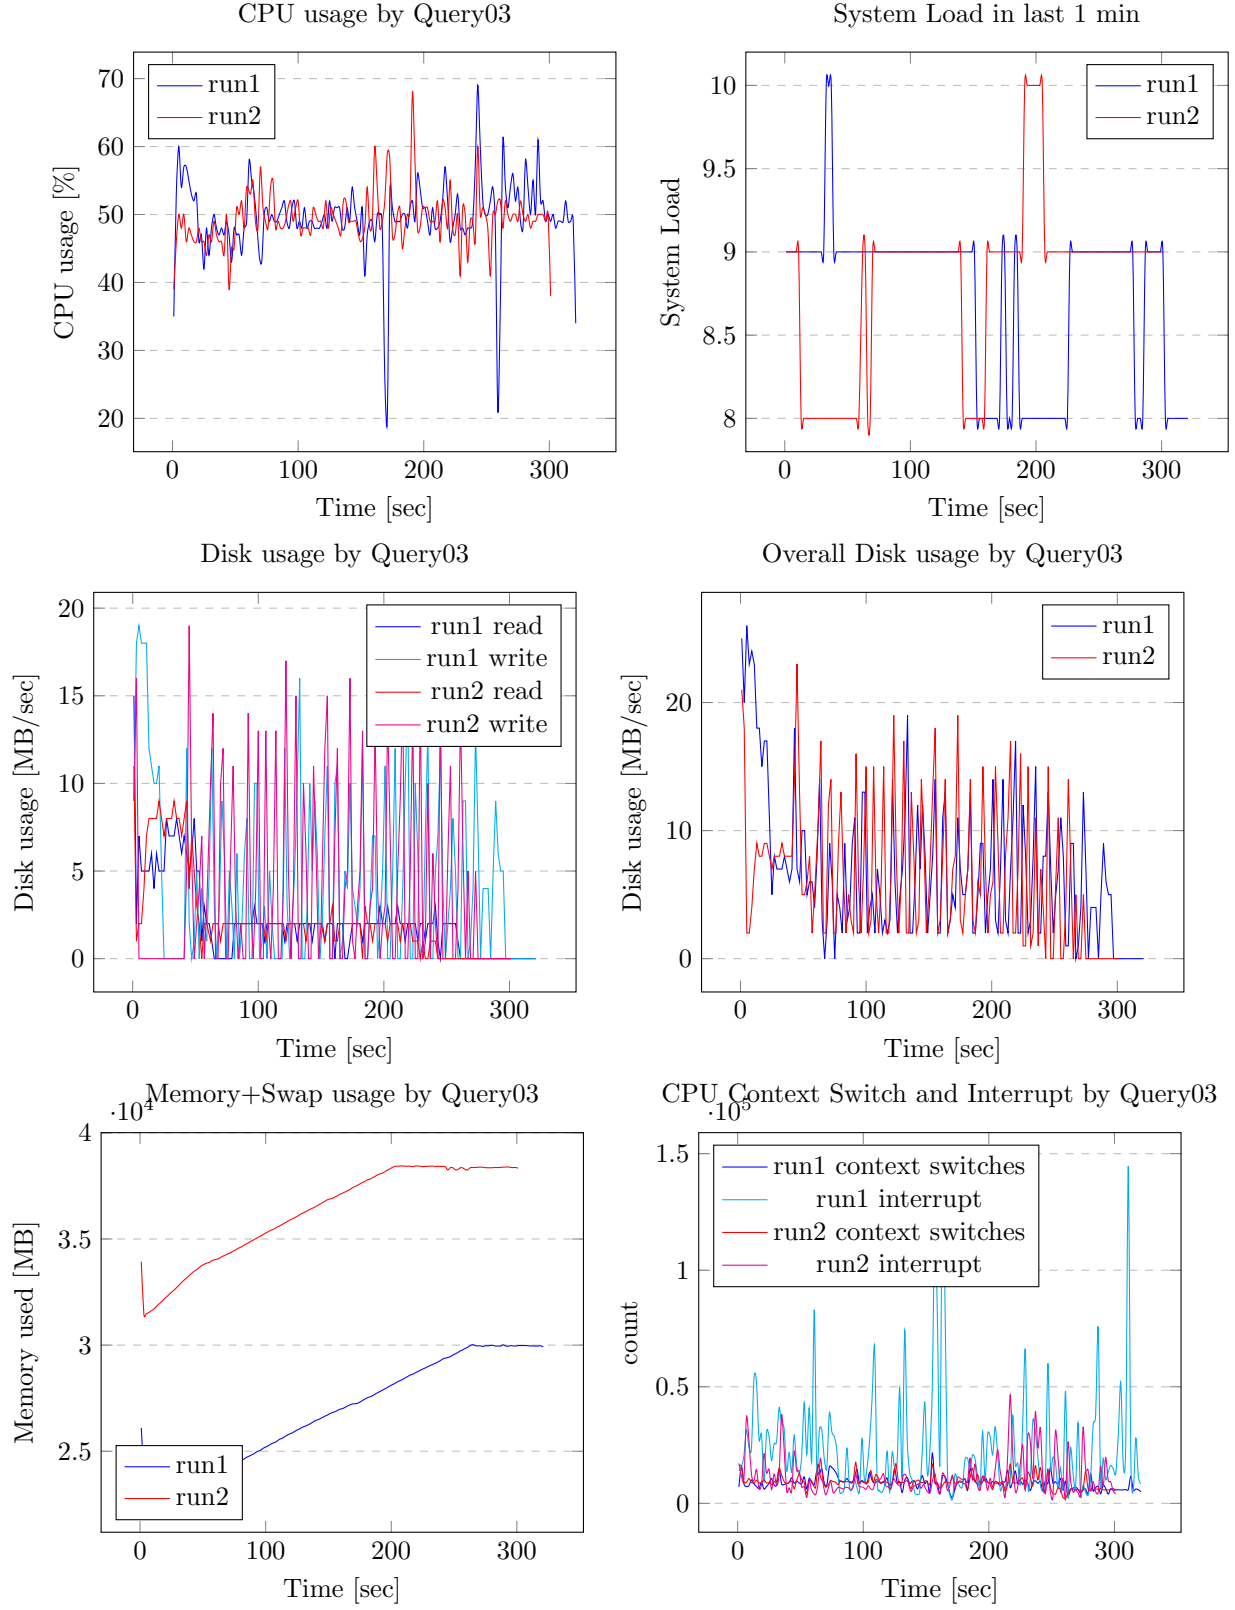 CPU usage by Query03
70
60
50
40
30
20
0
100
200
300
CPU usage [%]
Time [sec]
run1
run2
System Load in last 1 min
10
9.5
9
8.5
8
0
100
200
300
System Load
Time [sec]
run1
run2
Disk usage by Query03
20
15
10
5
0
0
100
200
300
Disk usage [MB/sec]
Time [sec]
run1 read
run1 write
run2 read
run2 write
Overall Disk usage by Query03
20
10
0
0
100
200
300
Disk usage [MB/sec]
Time [sec]
run1
run2
Memory+Swap usage by Query03
·10^4
4
3.5
3
2.5
0
100
200
300
Memory used [MB]
Time [sec]
run1
run2
CPU Context Switch and Interrupt by Query03
·10^5
1.5
1
0.5
0
0
100
200
300
count
Time [sec]
run1 context switches
run1 interrupt
run2 context switches
run2 interrupt